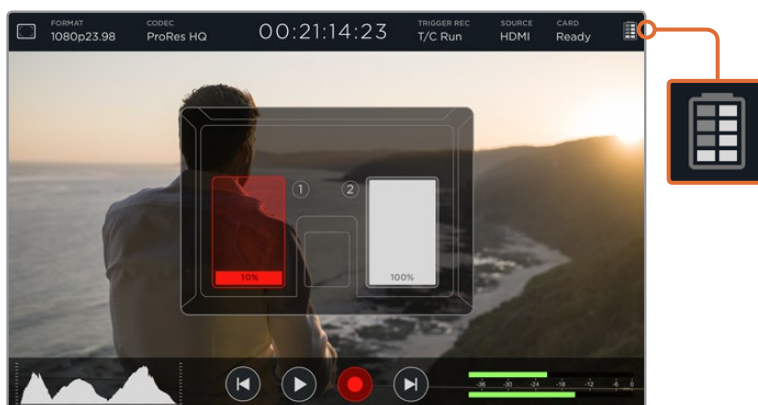 FORMAT
1080p23.98
CODEC
ProRes HQ
00:21:14:23
TRIGGER REC
T/C Run
SOURCE
HDMI
CARD
Ready
1
2
10%
100%
-36 -30 -24 -18 -12 -6 0